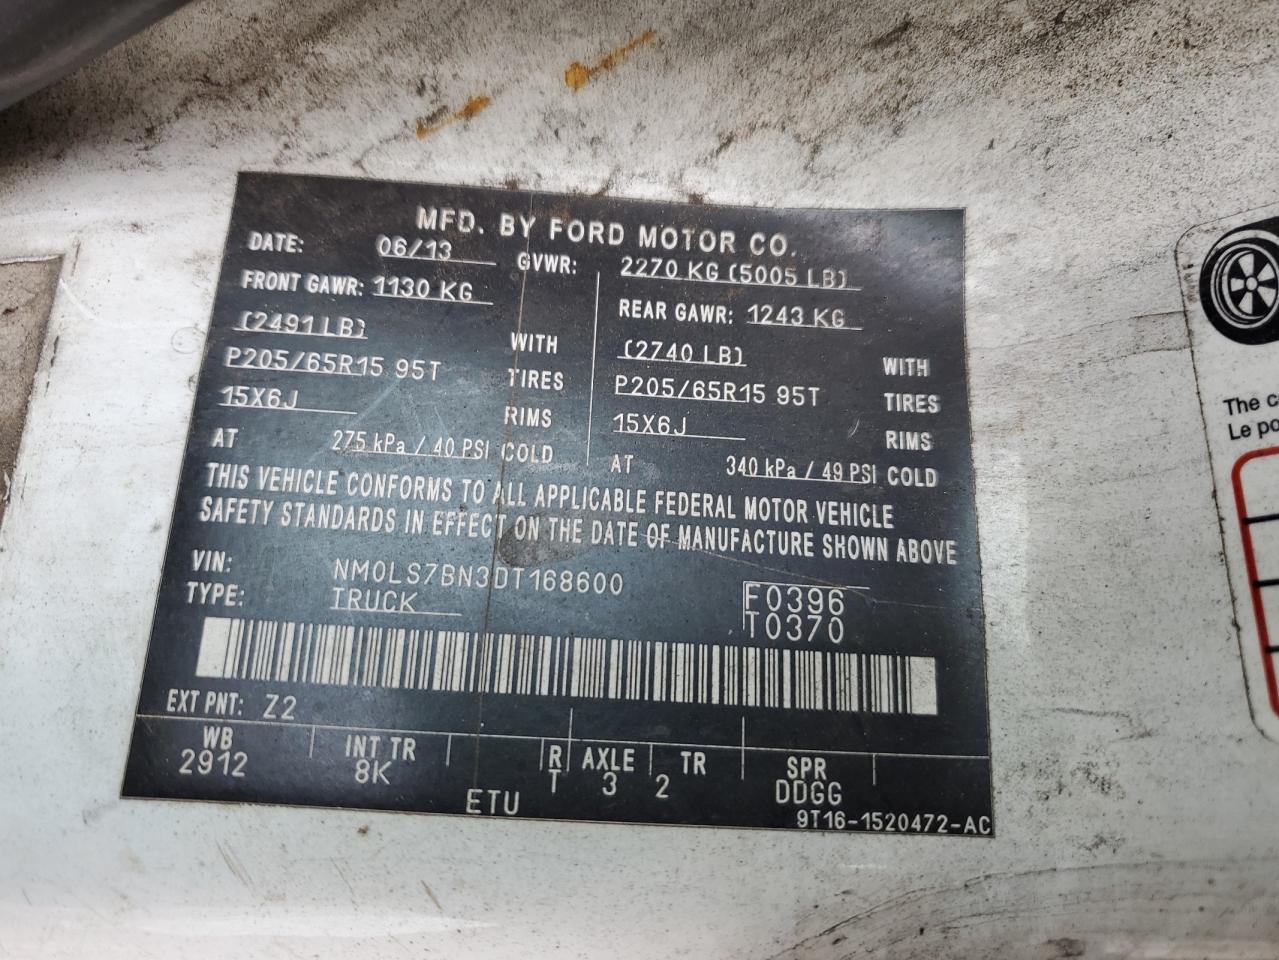 MFD. BY FORD MOTOR CO.
DATE: 06/13 GVWR: 2270 KG (5005 LB)
FRONT GAWR: 1130 KG REAR GAWR: 1243 KG
(2491 LB) WITH (2740 LB) WITH
P205/65R15 95T TIRES P205/65R15 95T TIRES
15X6J RIMS 15X6J RIMS
AT 275 kPa / 40 PSI COLD AT 340 kPa / 49 PSI COLD
THIS VEHICLE CONFORMS TO ALL APPLICABLE FEDERAL MOTOR VEHICLE
SAFETY STANDARDS IN EFFECT ON THE DATE OF MANUFACTURE SHOWN ABOVE
VIN: NM0LS7BN3DT168600 F0396
TYPE: TRUCK T0370
EXT PNT: Z2
WB INT TR R AXLE TR SPR
2912 8K T 3 2 DDGG
ETU 9T16-1520472-AC
The
Le